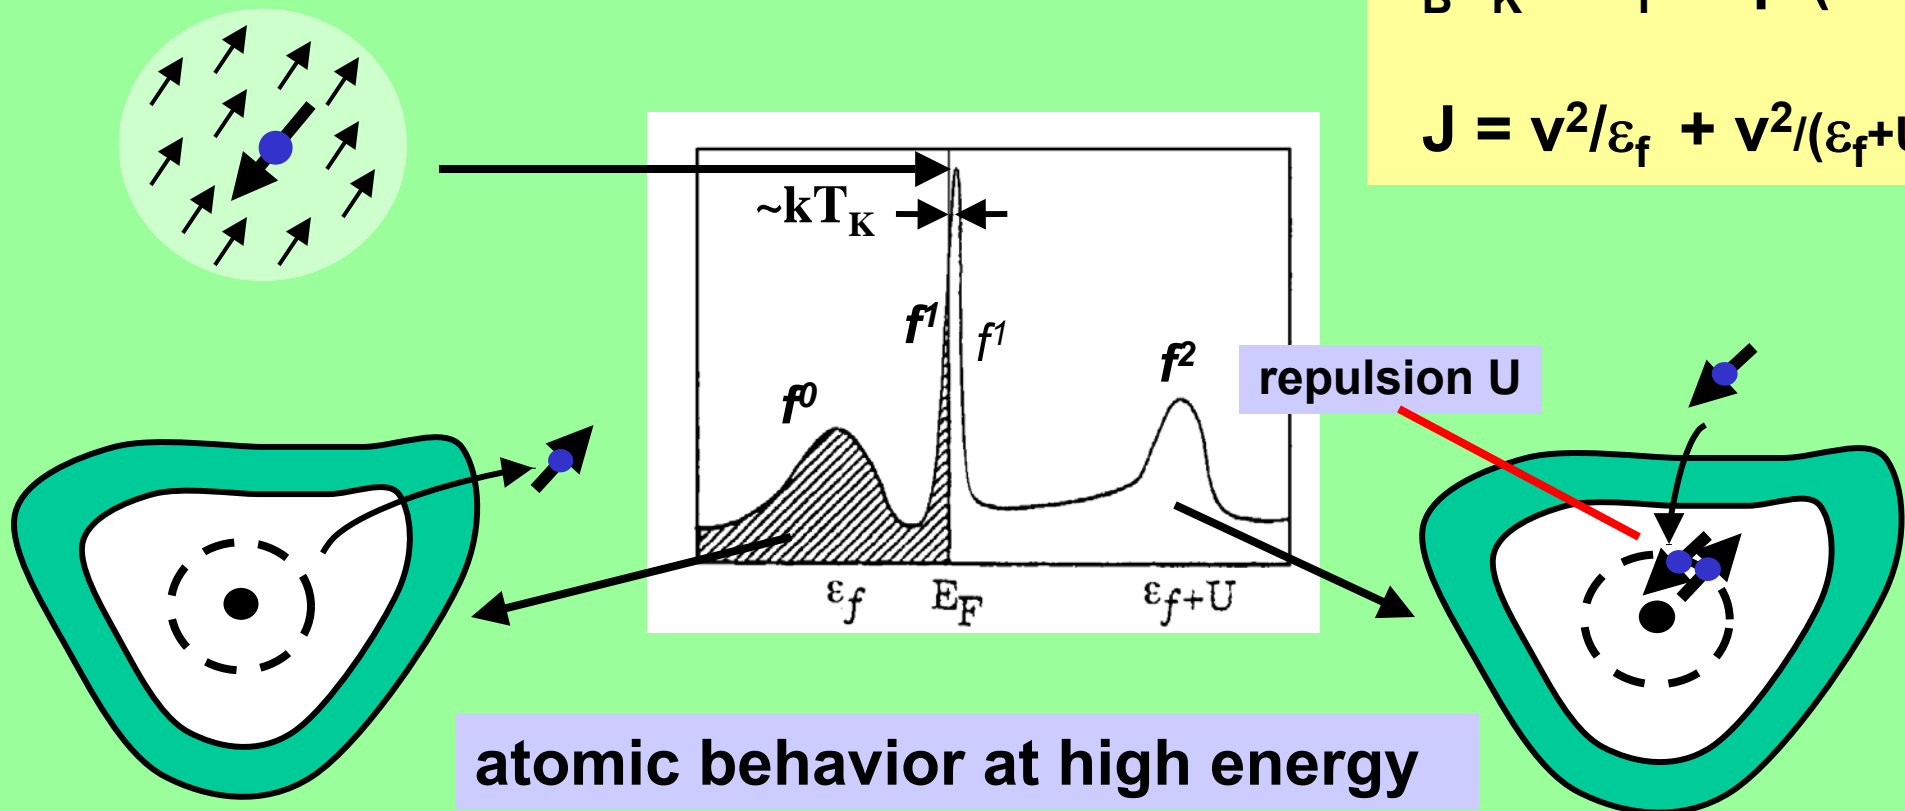 J = v²/εf + v²/(εf+U
~kTK
f¹
f¹
f²
repulsion U
f⁰
εf
EF
εf+U
atomic behavior at high energy